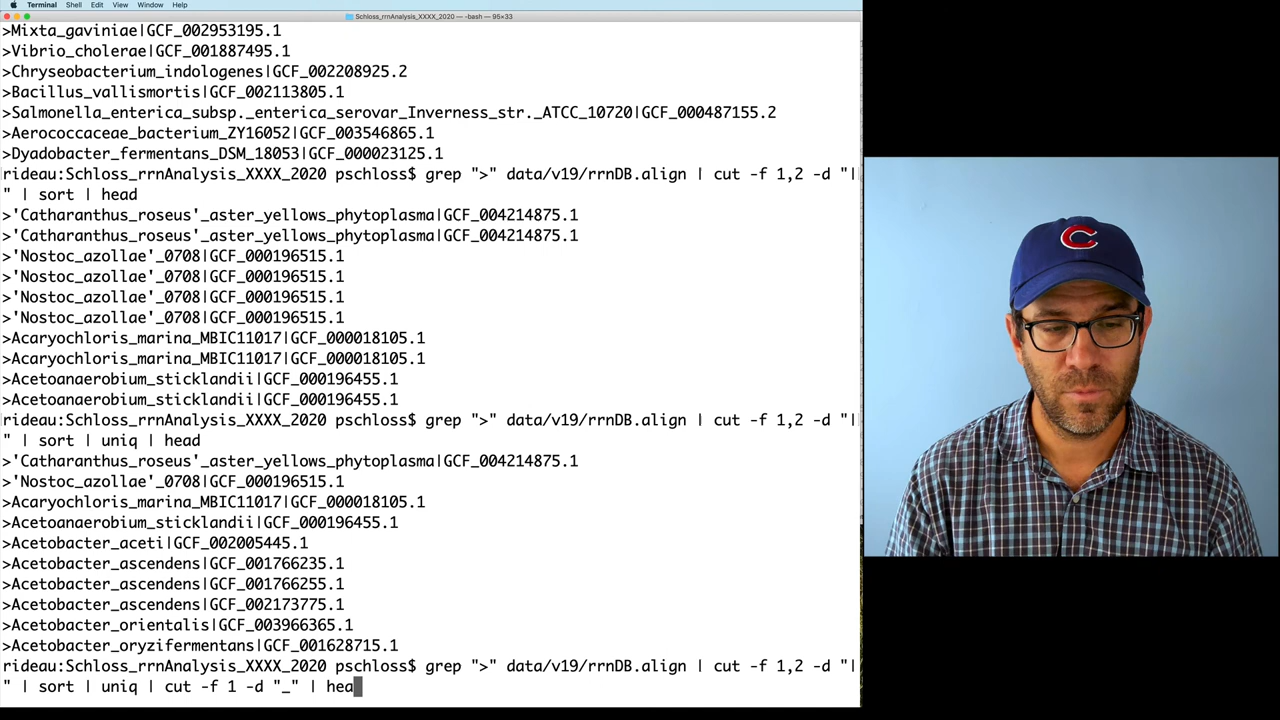 Terminal Shell Edit View Window Help
Schloss_rrnAnalysis_XXXX_2020 — -bash — 95×33
>Mixta_gaviniae|GCF_002953195.1
>Vibrio_cholerae|GCF_001887495.1
>Chryseobacterium_indologenes|GCF_002208925.2
>Bacillus_vallismortis|GCF_002113805.1
>Salmonella_enterica_subsp._enterica_serovar_Inverness_str._ATCC_10720|GCF_000487155.2
>Aerococcaceae_bacterium_ZY16052|GCF_003546865.1
>Dyadobacter_fermentans_DSM_18053|GCF_000023125.1
rideau:Schloss_rrnAnalysis_XXXX_2020 pschloss$ grep ">" data/v19/rrnDB.align | cut -f 1,2 -d "|
" | sort | head
>'Catharanthus_roseus'_aster_yellows_phytoplasma|GCF_004214875.1
>'Catharanthus_roseus'_aster_yellows_phytoplasma|GCF_004214875.1
>'Nostoc_azollae'_0708|GCF_000196515.1
>'Nostoc_azollae'_0708|GCF_000196515.1
>'Nostoc_azollae'_0708|GCF_000196515.1
>'Nostoc_azollae'_0708|GCF_000196515.1
>Acaryochloris_marina_MBIC11017|GCF_000018105.1
>Acaryochloris_marina_MBIC11017|GCF_000018105.1
>Acetoanaerobium_sticklandii|GCF_000196455.1
>Acetoanaerobium_sticklandii|GCF_000196455.1
rideau:Schloss_rrnAnalysis_XXXX_2020 pschloss$ grep ">" data/v19/rrnDB.align | cut -f 1,2 -d "|
" | sort | uniq | head
>'Catharanthus_roseus'_aster_yellows_phytoplasma|GCF_004214875.1
>'Nostoc_azollae'_0708|GCF_000196515.1
>Acaryochloris_marina_MBIC11017|GCF_000018105.1
>Acetoanaerobium_sticklandii|GCF_000196455.1
>Acetobacter_aceti|GCF_002005445.1
>Acetobacter_ascendens|GCF_001766235.1
>Acetobacter_ascendens|GCF_001766255.1
>Acetobacter_ascendens|GCF_002173775.1
>Acetobacter_orientalis|GCF_003966365.1
>Acetobacter_oryzifermentans|GCF_001628715.1
rideau:Schloss_rrnAnalysis_XXXX_2020 pschloss$ grep ">" data/v19/rrnDB.align | cut -f 1,2 -d "|
" | sort | uniq | cut -f 1 -d "_" | hea
C